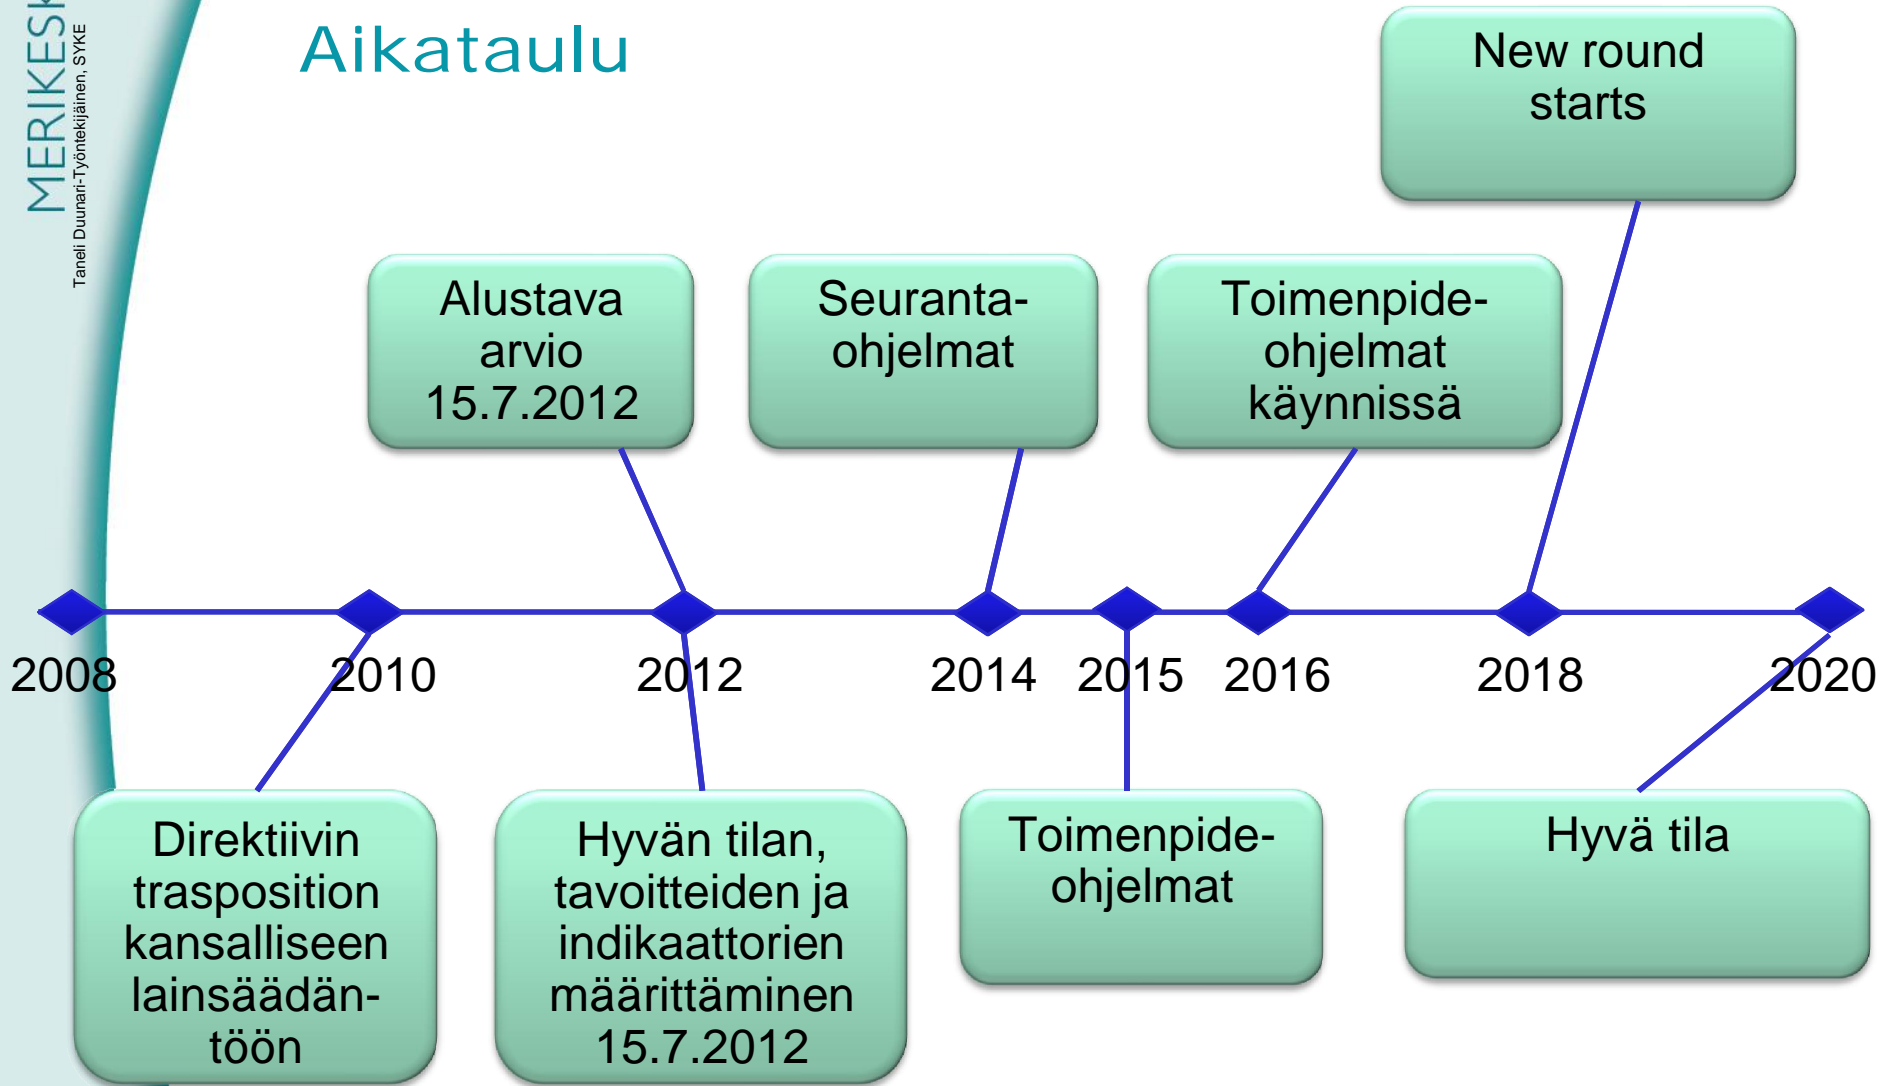 Aikataulu
MERIKESK
Taneli Duunari-Työntekijäinen, SYKE
New round
starts
Alustava
arvio
15.7.2012
Seuranta-
ohjelmat
Toimenpide-
ohjelmat
käynnissä
2008 2010 2012 2014 2015 2016 2018 2020
Direktiivin
trasposition
kansalliseen
lainsäädän-
töön
Hyvän tilan,
tavoitteiden ja
indikaattorien
määrittäminen
15.7.2012
Toimenpide-
ohjelmat
Hyvä tila